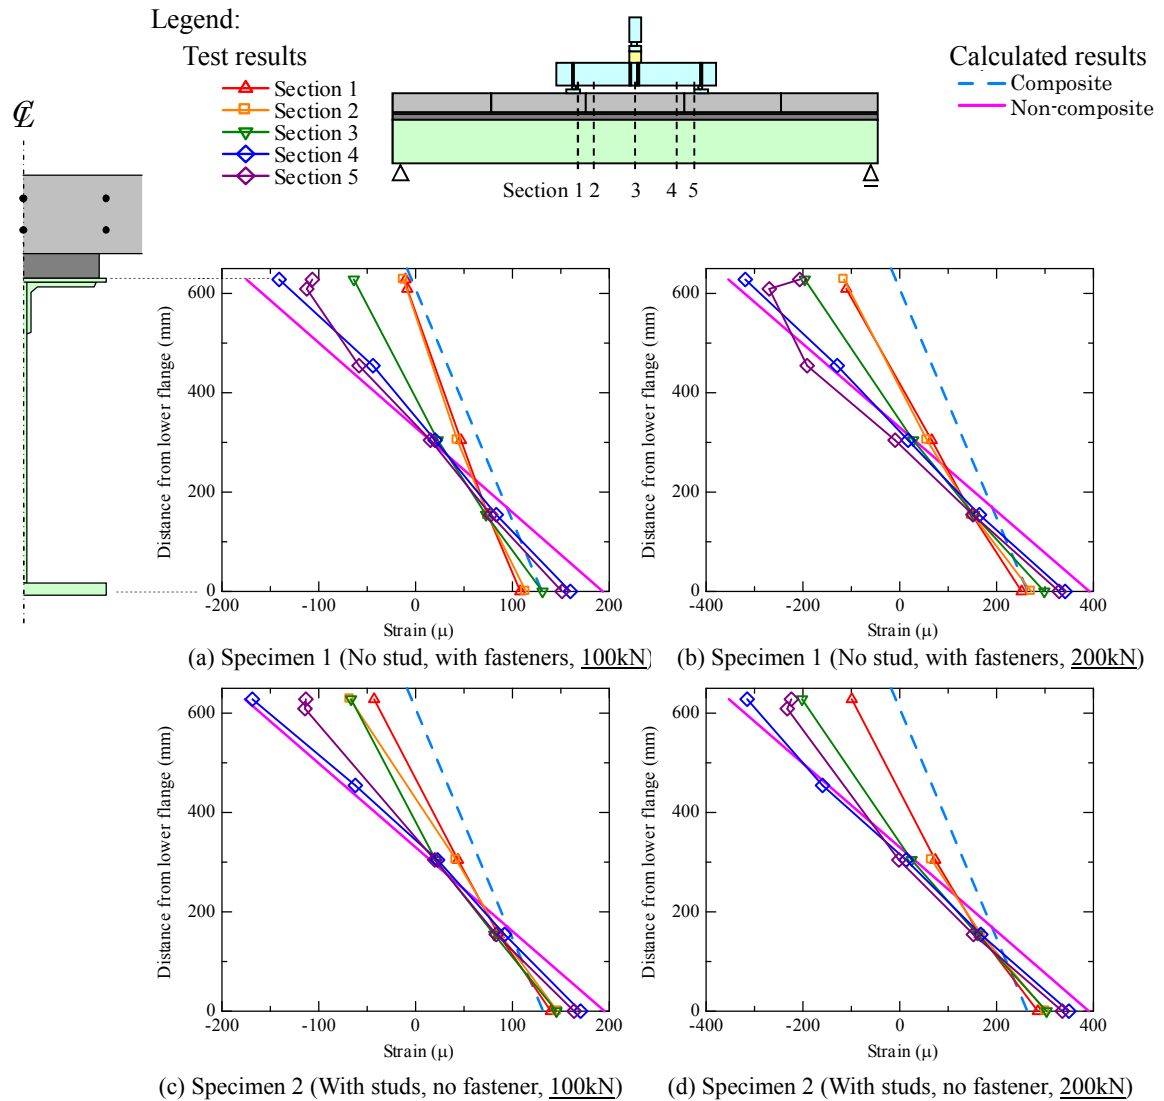 Legend:
Test results
Section 1
Section 2
Section 3
Section 4
Section 5
Calculated results
Composite
Non-composite
Section 1 2 3 4 5
℄
600
400
200
0
Distance from lower flange (mm)
-200 -100 0 100 200
Strain (μ)
(a) Specimen 1 (No stud, with fasteners, 100kN)
600
400
200
0
Distance from lower flange (mm)
-400 -200 0 200 400
Strain (μ)
(b) Specimen 1 (No stud, with fasteners, 200kN)
600
400
200
0
Distance from lower flange (mm)
-200 -100 0 100 200
Strain (μ)
(c) Specimen 2 (With studs, no fastener, 100kN)
600
400
200
0
Distance from lower flange (mm)
-400 -200 0 200 400
Strain (μ)
(d) Specimen 2 (With studs, no fastener, 200kN)